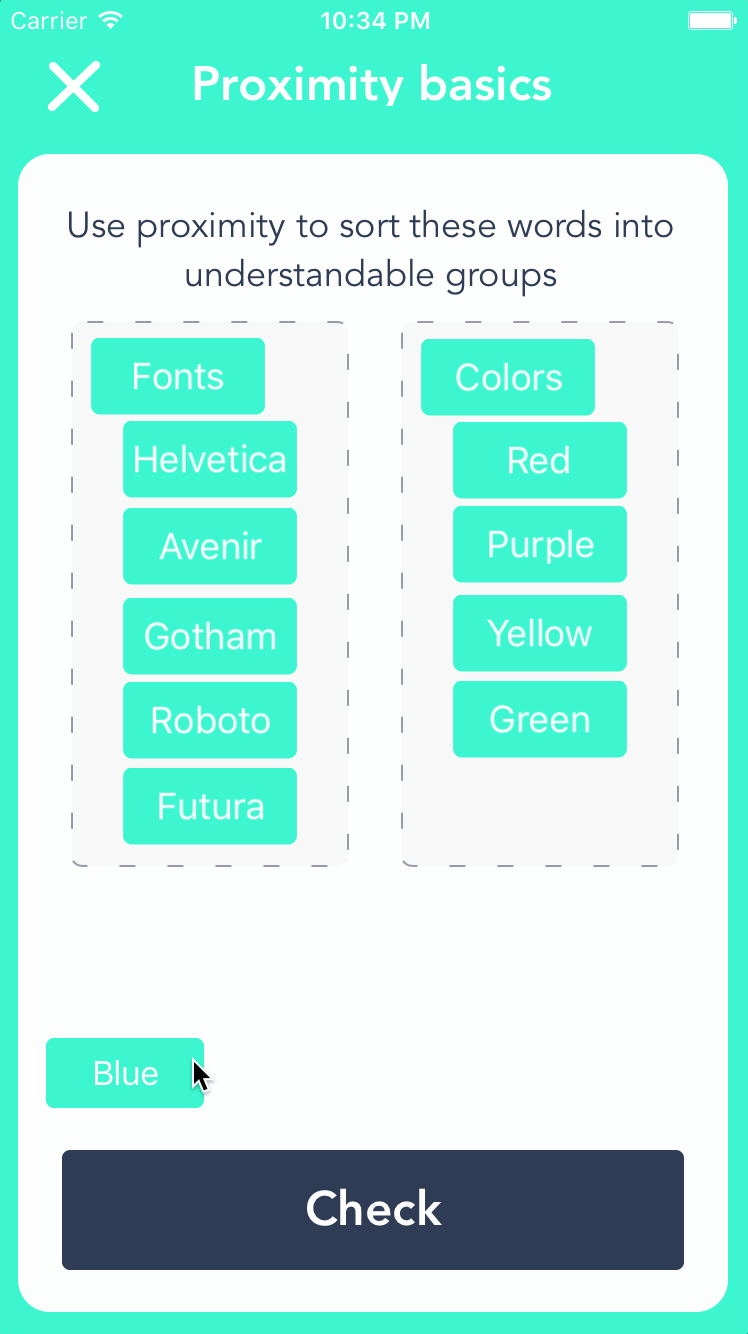 Carrier 10:34 PM
Proximity basics
Use proximity to sort these words into
understandable groups
Fonts
Helvetica
Avenir
Gotham
Roboto
Futura
Colors
Red
Purple
Yellow
Green
Blue
Check